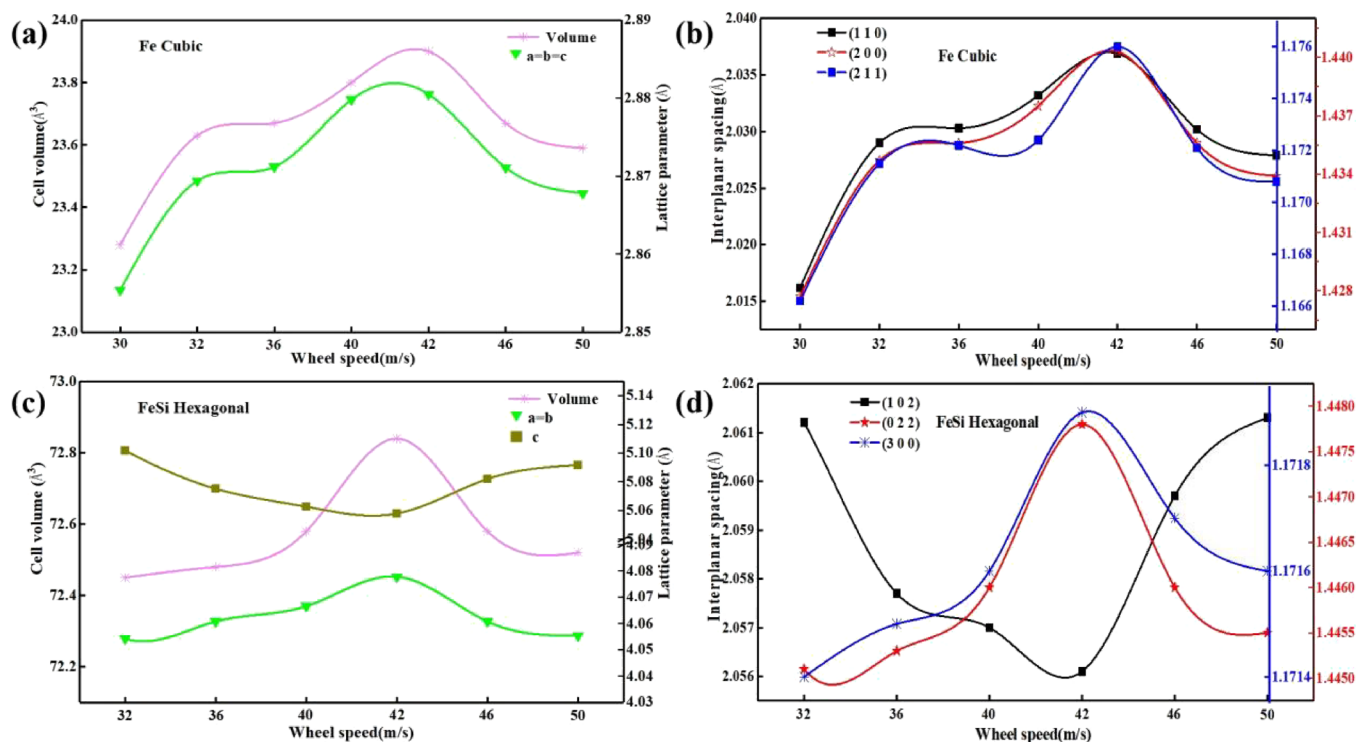 (a)
Fe Cubic
Volume
a=b=c
24.0
23.8
23.6
23.4
23.2
23.0
Cell volume(Å³)
2.89
2.88
2.87
2.86
2.85
Lattice parameter (Å)
30 32 36 40 42 46 50
Wheel speed(m/s)
(b)
Fe Cubic
(1 1 0)
(2 0 0)
(2 1 1)
2.040
2.035
2.030
2.025
2.020
2.015
Interplanar spacing(Å)
1.176
1.174
1.172
1.170
1.168
1.166
1.440
1.437
1.434
1.431
1.428
30 32 36 40 42 46 50
Wheel speed(m/s)
(c)
FeSi Hexagonal
Volume
a=b
c
73.0
72.8
72.6
72.4
72.2
Cell volume (Å³)
5.14
5.12
5.10
5.08
5.06
5.04
4.09
4.08
4.07
4.06
4.05
4.04
4.03
Lattice parameter (Å)
32 36 40 42 46 50
Wheel speed(m/s)
(d)
FeSi Hexagonal
(1 0 2)
(0 2 2)
(3 0 0)
2.062
2.061
2.060
2.059
2.058
2.057
2.056
Interplanar spacing(Å)
1.1718
1.1716
1.1714
1.4480
1.4475
1.4470
1.4465
1.4460
1.4455
1.4450
32 36 40 42 46 50
Wheel speed(m/s)